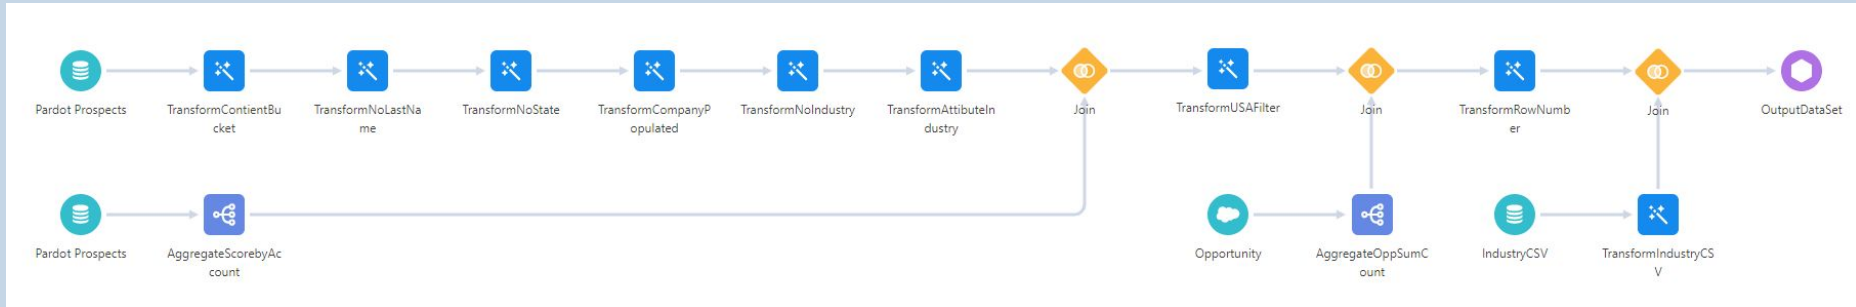 Pardot Prospects
TransformContientBu
cket
TransformNoLastNa
me
TransformNoState
TransformCompanyP
opulated
TransformNoIndustry
TransformAttibuteIn
dustry
Join
TransformUSAFilter
Join
TransformRowNumb
er
Join
OutputDataSet
Pardot Prospects
AggregateScorebyAc
count
Opportunity
AggregateOppSumC
ount
IndustryCSV
TransformIndustryCS
V